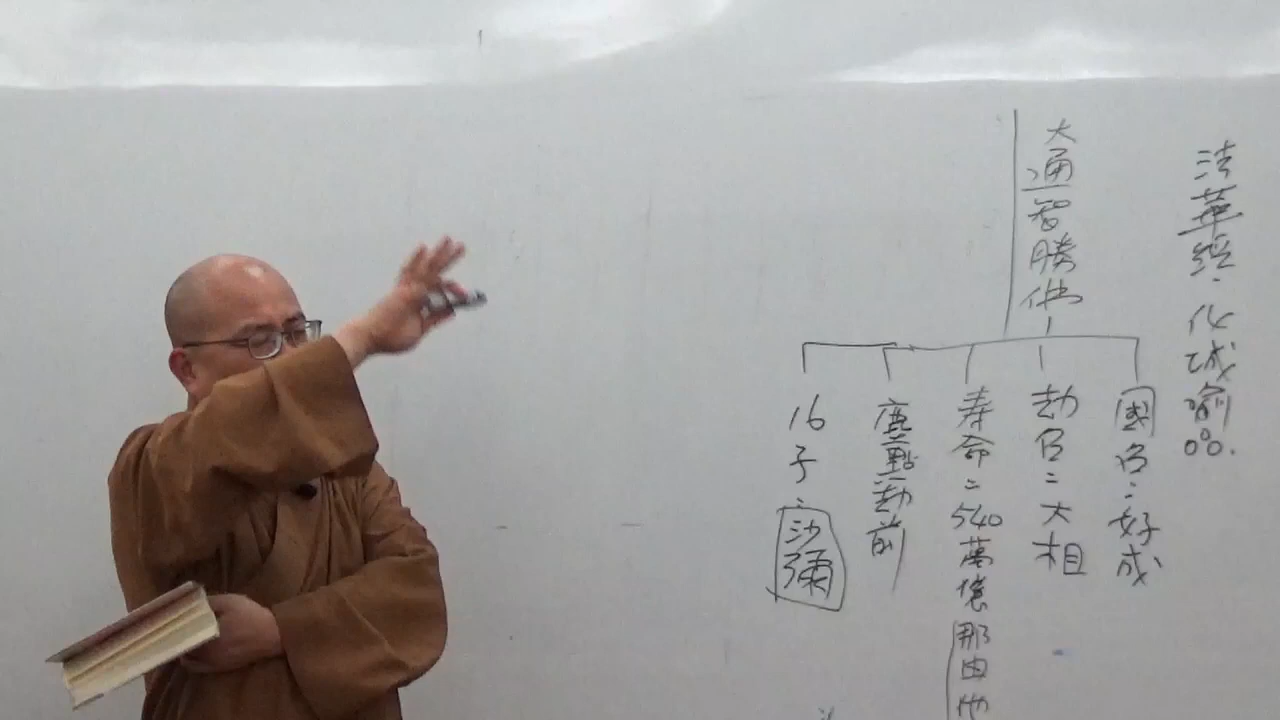 法華經·化城喻品.
大通智勝佛
國名:好成
劫名:大相
寿命:540萬億那由他
塵點劫前
16子:沙彌